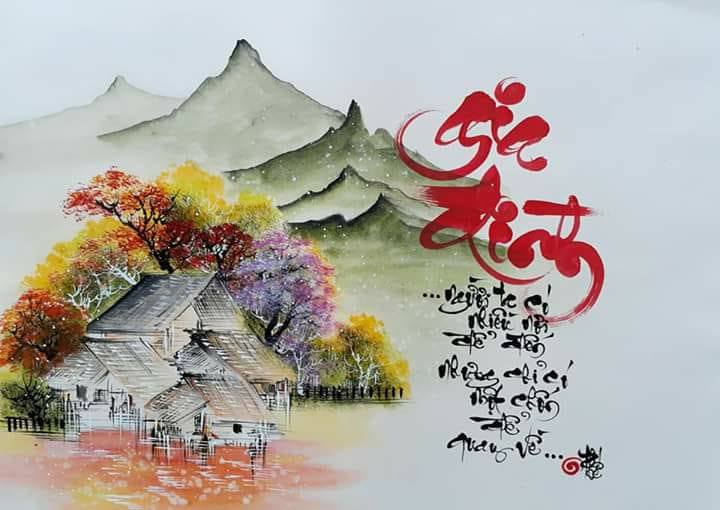 Gia
Đình
...người ta có
nhiều nơi
để đến
nhưng chỉ có
một chốn
để
quay về...